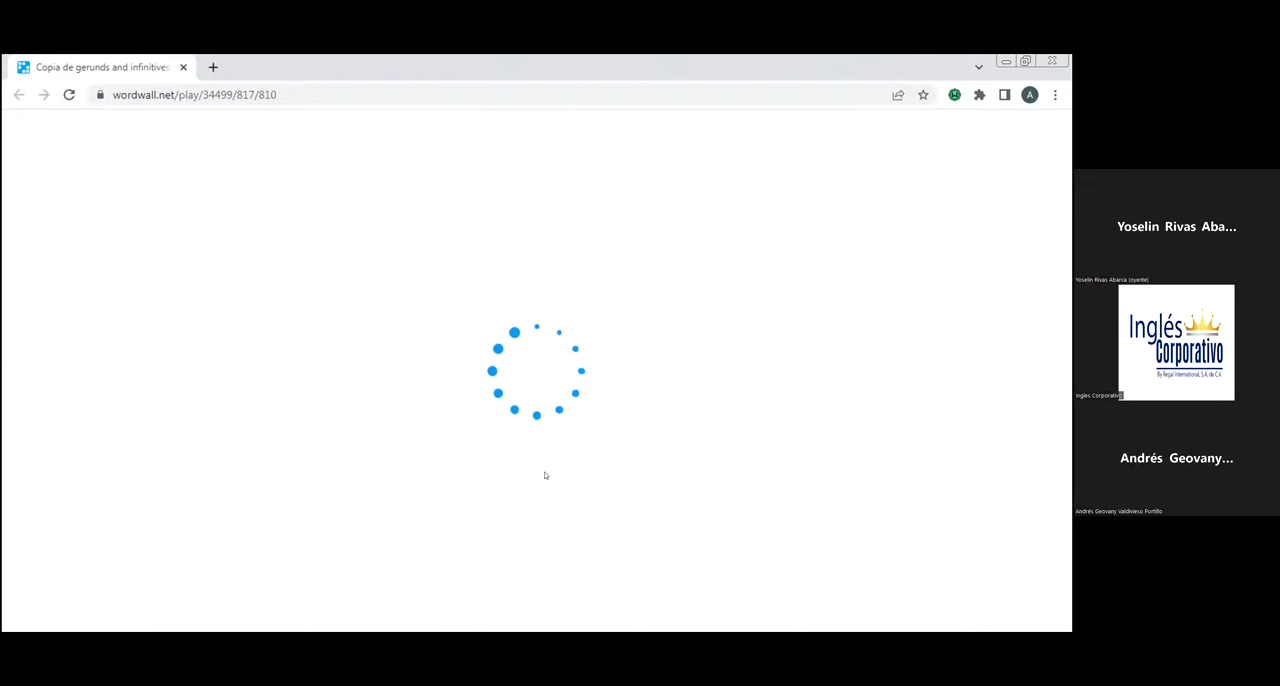 Copia de gerunds and infinitives
wordwall.net/play/34499/817/810
A
Yoselin Rivas Aba...
Yoselin Rivas Abarca (oyente)
Inglés
Corporativo
By Regal International, S.A. de C.V.
Ingles Corporativo
Andrés Geovany...
Andrés Geovany Valdivieso Portillo